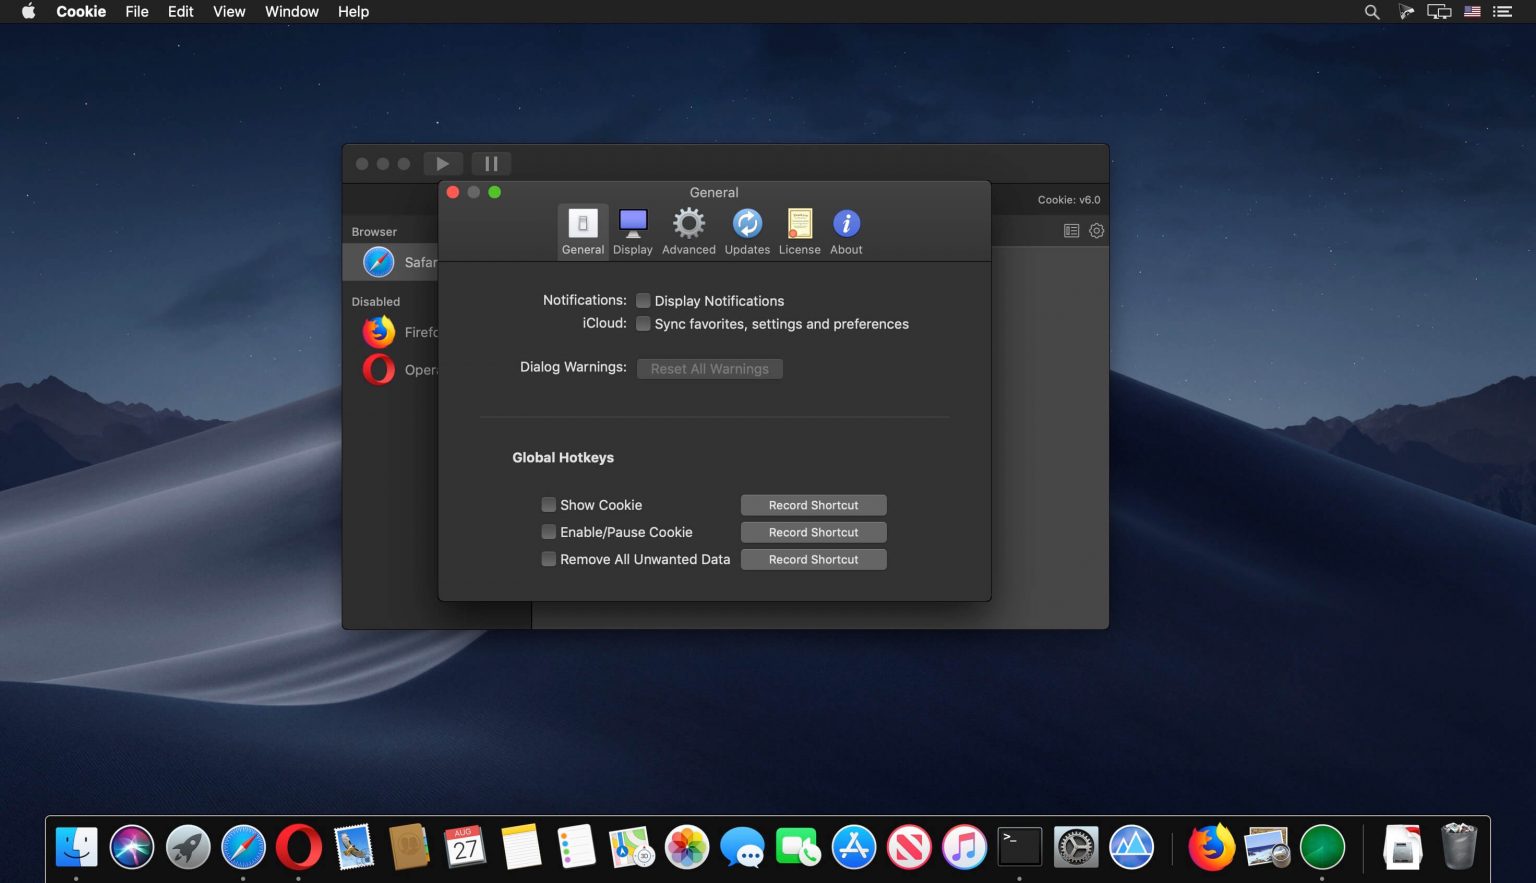 Cookie File Edit View Window Help
Cookie: v6.0
Browser
Safar
Disabled
Firefo
Oper
General
General Display Advanced Updates License About
Notifications: Display Notifications
iCloud: Sync favorites, settings and preferences
Dialog Warnings: Reset All Warnings
Global Hotkeys
Show Cookie Record Shortcut
Enable/Pause Cookie Record Shortcut
Remove All Unwanted Data Record Shortcut
AUG
27
>_